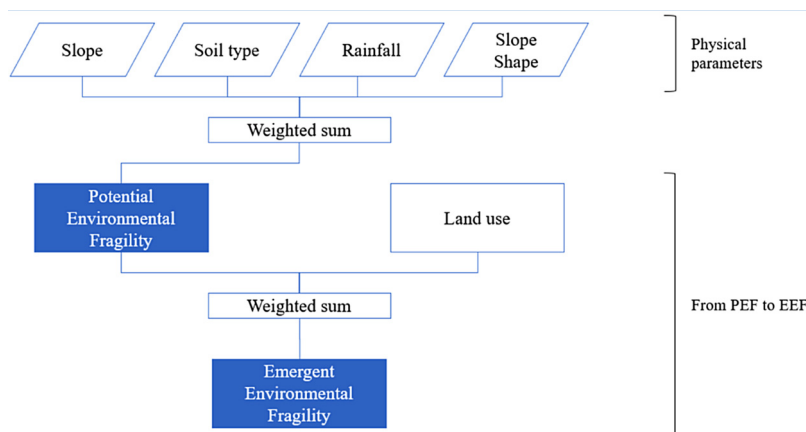 Slope
Soil type
Rainfall
Slope
Shape
Physical
parameters
Weighted sum
Potential
Environmental
Fragility
Land use
Weighted sum
From PEF to EEF
Emergent
Environmental
Fragility